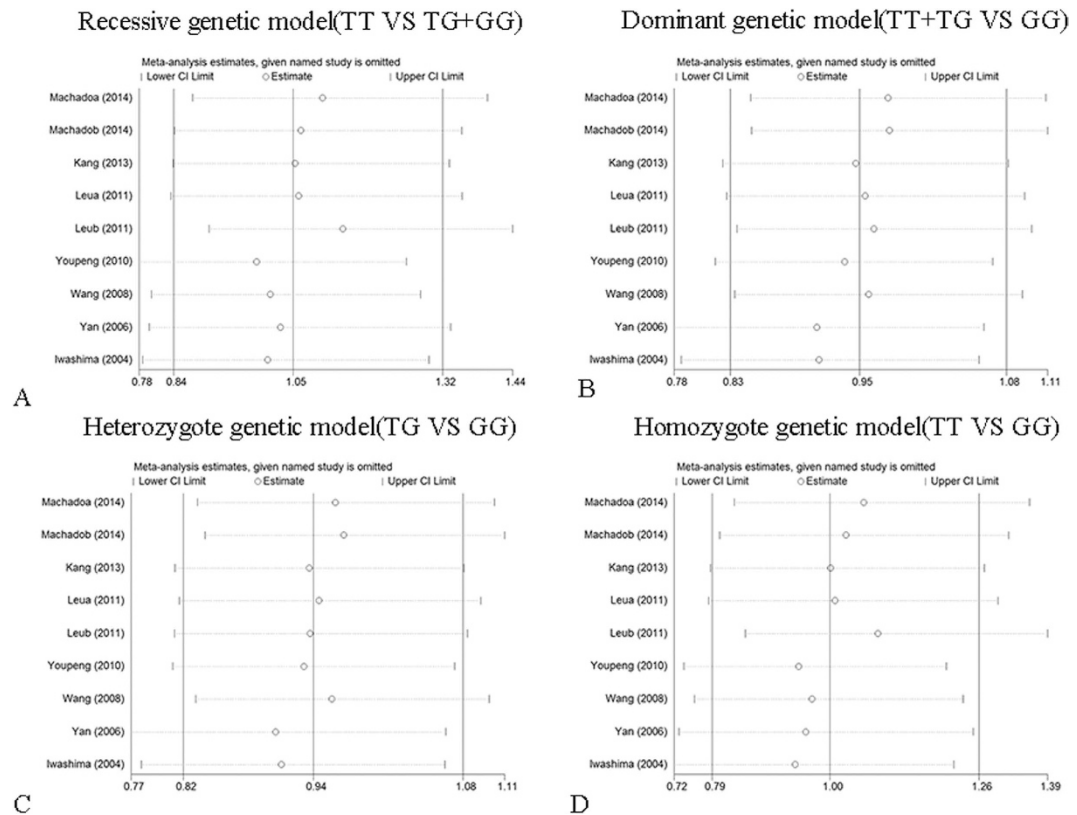 Recessive genetic model(TT VS TG+GG)
Meta-analysis estimates, given named study is omitted
Lower CI Limit Estimate Upper CI Limit
Machadoa (2014)
Machadob (2014)
Kang (2013)
Leua (2011)
Leub (2011)
Youpeng (2010)
Wang (2008)
Yan (2006)
Iwashima (2004)
0.78 0.84 1.05 1.32 1.44
A
Dominant genetic model(TT+TG VS GG)
Meta-analysis estimates, given named study is omitted
Lower CI Limit Estimate Upper CI Limit
Machadoa (2014)
Machadob (2014)
Kang (2013)
Leua (2011)
Leub (2011)
Youpeng (2010)
Wang (2008)
Yan (2006)
Iwashima (2004)
0.78 0.83 0.95 1.08 1.11
B
Heterozygote genetic model(TG VS GG)
Meta-analysis estimates, given named study is omitted
Lower CI Limit Estimate Upper CI Limit
Machadoa (2014)
Machadob (2014)
Kang (2013)
Leua (2011)
Leub (2011)
Youpeng (2010)
Wang (2008)
Yan (2006)
Iwashima (2004)
0.77 0.82 0.94 1.08 1.11
C
Homozygote genetic model(TT VS GG)
Meta-analysis estimates, given named study is omitted
Lower CI Limit Estimate Upper CI Limit
Machadoa (2014)
Machadob (2014)
Kang (2013)
Leua (2011)
Leub (2011)
Youpeng (2010)
Wang (2008)
Yan (2006)
Iwashima (2004)
0.72 0.79 1.00 1.26 1.39
D